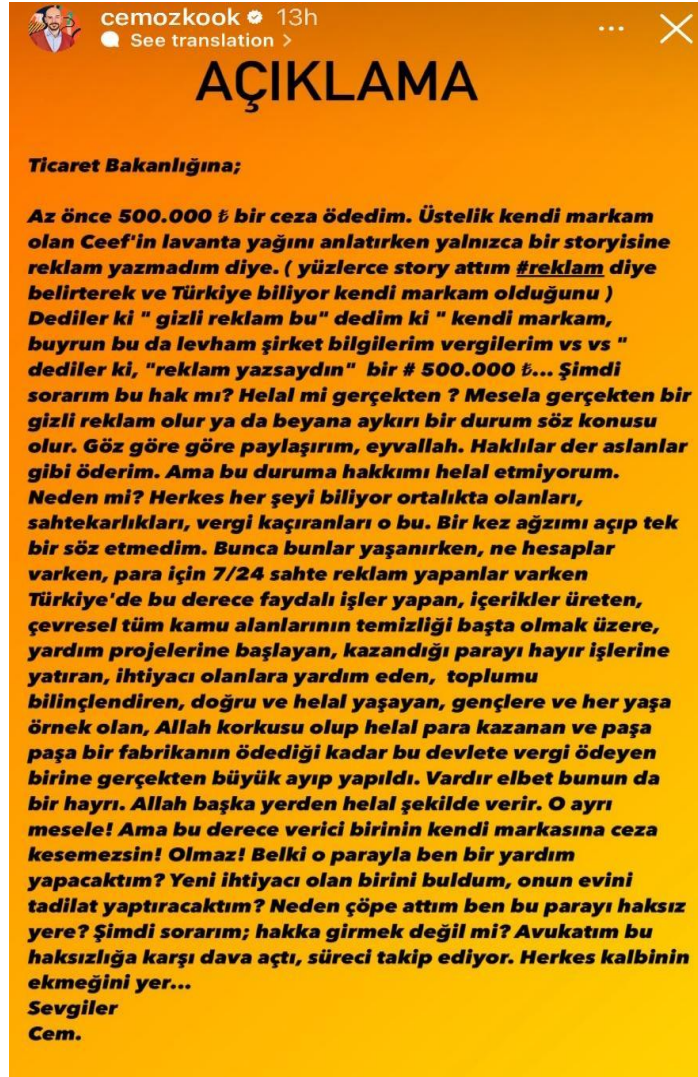 cemozkook 13h
See translation >
AÇIKLAMA
Ticaret Bakanlığına;
Az önce 500.000 ₺ bir ceza ödedim. Üstelik kendi markam
olan Ceef'in lavanta yağını anlatırken yalnızca bir storyisine
reklam yazmadım diye. ( yüzlerce story attım #reklam diye
belirterek ve Türkiye biliyor kendi markam olduğunu )
Dediler ki " gizli reklam bu" dedim ki " kendi markam,
buyrun bu da levham şirket bilgilerim vergilerim vs vs "
dediler ki, "reklam yazsaydın"  bir # 500.000 ₺... Şimdi
sorarım bu hak mı? Helal mi gerçekten ? Mesela gerçekten bir
gizli reklam olur ya da beyana aykırı bir durum söz konusu
olur. Göz göre göre paylaşırım, eyvallah. Haklılar der aslanlar
gibi öderim. Ama bu duruma hakkımı helal etmiyorum.
Neden mi? Herkes her şeyi biliyor ortalıkta olanları,
sahtekarlıkları, vergi kaçıranları o bu. Bir kez ağzımı açıp tek
bir söz etmedim. Bunca bunlar yaşanırken, ne hesaplar
varken, para için 7/24 sahte reklam yapanlar varken
Türkiye'de bu derece faydalı işler yapan, içerikler üreten,
çevresel tüm kamu alanlarının temizliği başta olmak üzere,
yardım projelerine başlayan, kazandığı parayı hayır işlerine
yatıran, ihtiyacı olanlara yardım eden,  toplumu
bilinçlendiren, doğru ve helal yaşayan, gençlere ve her yaşa
örnek olan, Allah korkusu olup helal para kazanan ve paşa
paşa bir fabrikanın ödediği kadar bu devlete vergi ödeyen
birine gerçekten büyük ayıp yapıldı. Vardır elbet bunun da
bir hayrı. Allah başka yerden helal şekilde verir. O ayrı
mesele! Ama bu derece verici birinin kendi markasına ceza
kesemezsin! Olmaz! Belki o parayla ben bir yardım
yapacaktım? Yeni ihtiyacı olan birini buldum, onun evini
tadilat yaptıracaktım? Neden çöpe attım ben bu parayı haksız
yere? Şimdi sorarım; hakka girmek değil mi? Avukatım bu
haksızlığa karşı dava açtı, süreci takip ediyor. Herkes kalbinin
ekmeğini yer...
Sevgiler
Cem.